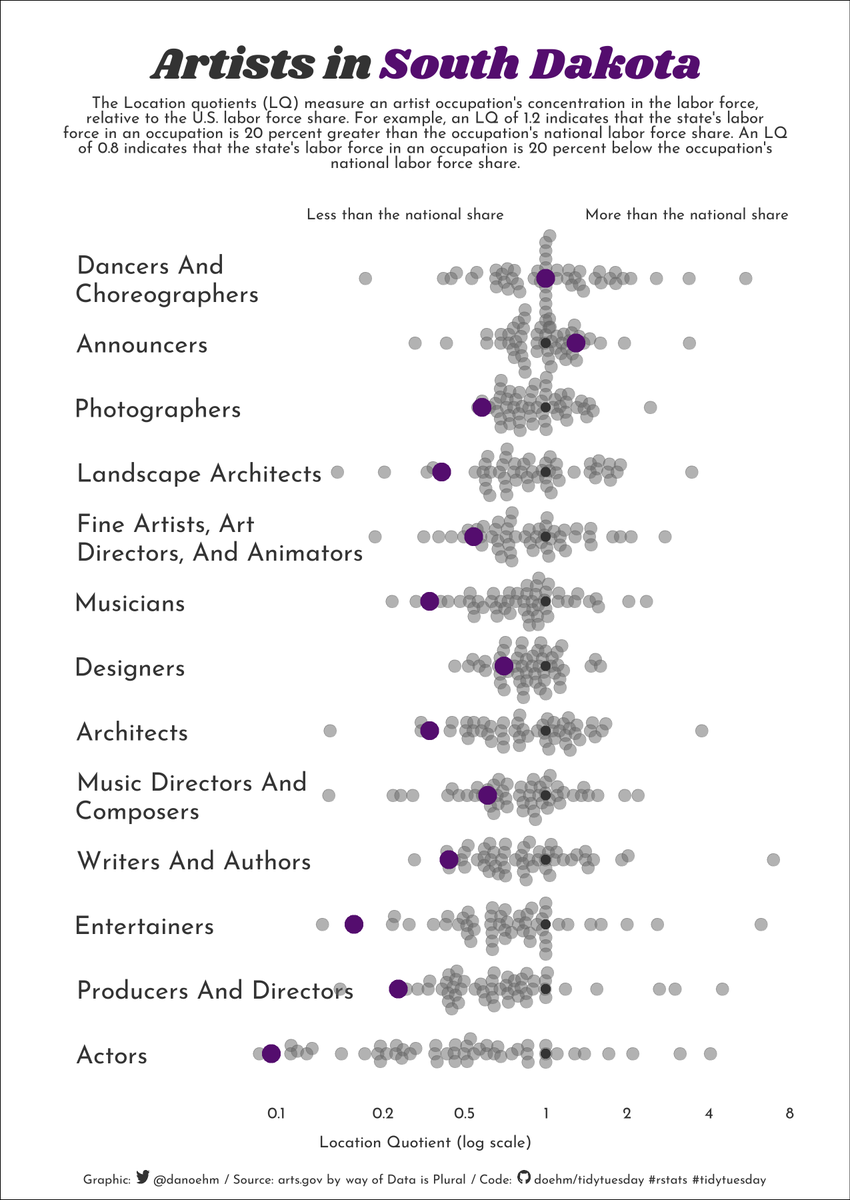 Artists in South Dakota
The Location quotients (LQ) measure an artist occupation's concentration in the labor force,
relative to the U.S. labor force share. For example, an LQ of 1.2 indicates that the state's labor
force in an occupation is 20 percent greater than the occupation's national labor force share. An LQ
of 0.8 indicates that the state's labor force in an occupation is 20 percent below the occupation's
national labor force share.
Less than the national share More than the national share
Dancers And
Choreographers
Announcers
Photographers
Landscape Architects
Fine Artists, Art
Directors, And Animators
Musicians
Designers
Architects
Music Directors And
Composers
Writers And Authors
Entertainers
Producers And Directors
Actors
0.1 0.2 0.5 1 2 4 8
Location Quotient (log scale)
Graphic: @danoehm / Source: arts.gov by way of Data is Plural / Code: doehm/tidytuesday #rstats #tidytuesday